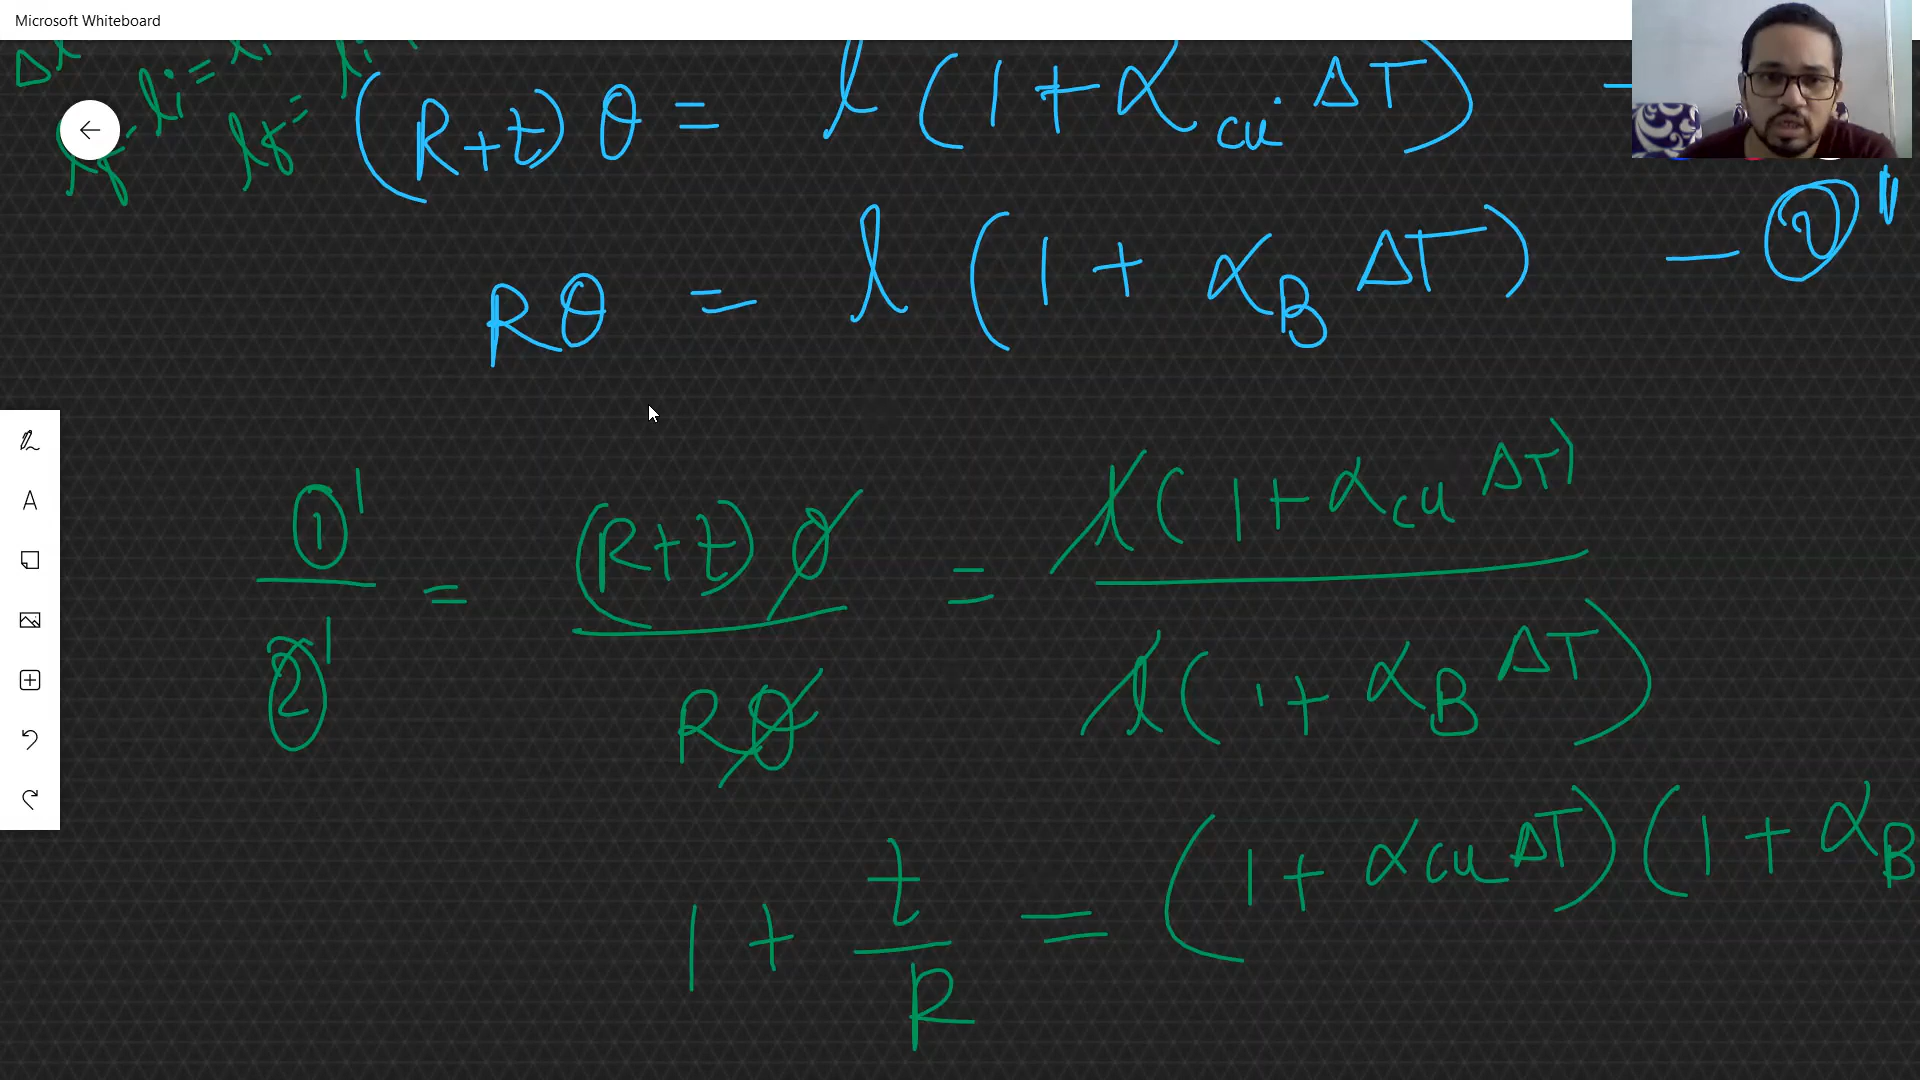 Microsoft Whiteboard
(R+t)θ = l(1+α_cu ΔT) —
Rθ = l(1+α_B ΔT) — ②'
①'/②' = (R+t)θ/Rθ = l(1+α_cu ΔT)/l(1+α_B ΔT)
1 + t/R = (1+α_cu ΔT)(1+α_B